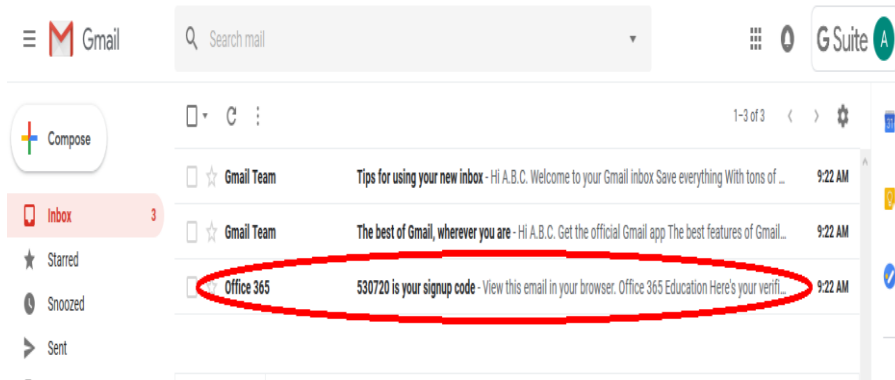 Gmail
Search mail
G Suite A
Compose
1–3 of 3
Gmail Team Tips for using your new inbox - Hi A.B.C. Welcome to your Gmail inbox Save everything With tons of ... 9:22 AM
Inbox 3
Gmail Team The best of Gmail, wherever you are - Hi A.B.C. Get the official Gmail app The best features of Gmail... 9:22 AM
Starred
Office 365 530720 is your signup code - View this email in your browser. Office 365 Education Here's your verifi... 9:22 AM
Snoozed
Sent
31